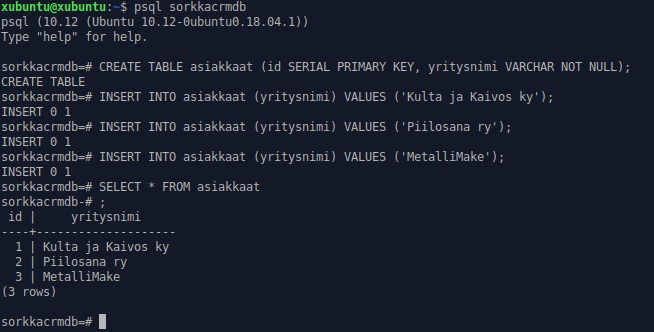 xubuntu@xubuntu:~$ psql sorkkacrmdb
psql (10.12 (Ubuntu 10.12-0ubuntu0.18.04.1))
Type "help" for help.

sorkkacrmdb=# CREATE TABLE asiakkaat (id SERIAL PRIMARY KEY, yritysnimi VARCHAR NOT NULL);
CREATE TABLE
sorkkacrmdb=# INSERT INTO asiakkaat (yritysnimi) VALUES ('Kulta ja Kaivos ky');
INSERT 0 1
sorkkacrmdb=# INSERT INTO asiakkaat (yritysnimi) VALUES ('Piilosana ry');
INSERT 0 1
sorkkacrmdb=# INSERT INTO asiakkaat (yritysnimi) VALUES ('MetalliMake');
INSERT 0 1
sorkkacrmdb=# SELECT * FROM asiakkaat
sorkkacrmdb-# ;
 id |     yritysnimi
----+--------------------
  1 | Kulta ja Kaivos ky
  2 | Piilosana ry
  3 | MetalliMake
(3 rows)

sorkkacrmdb=#